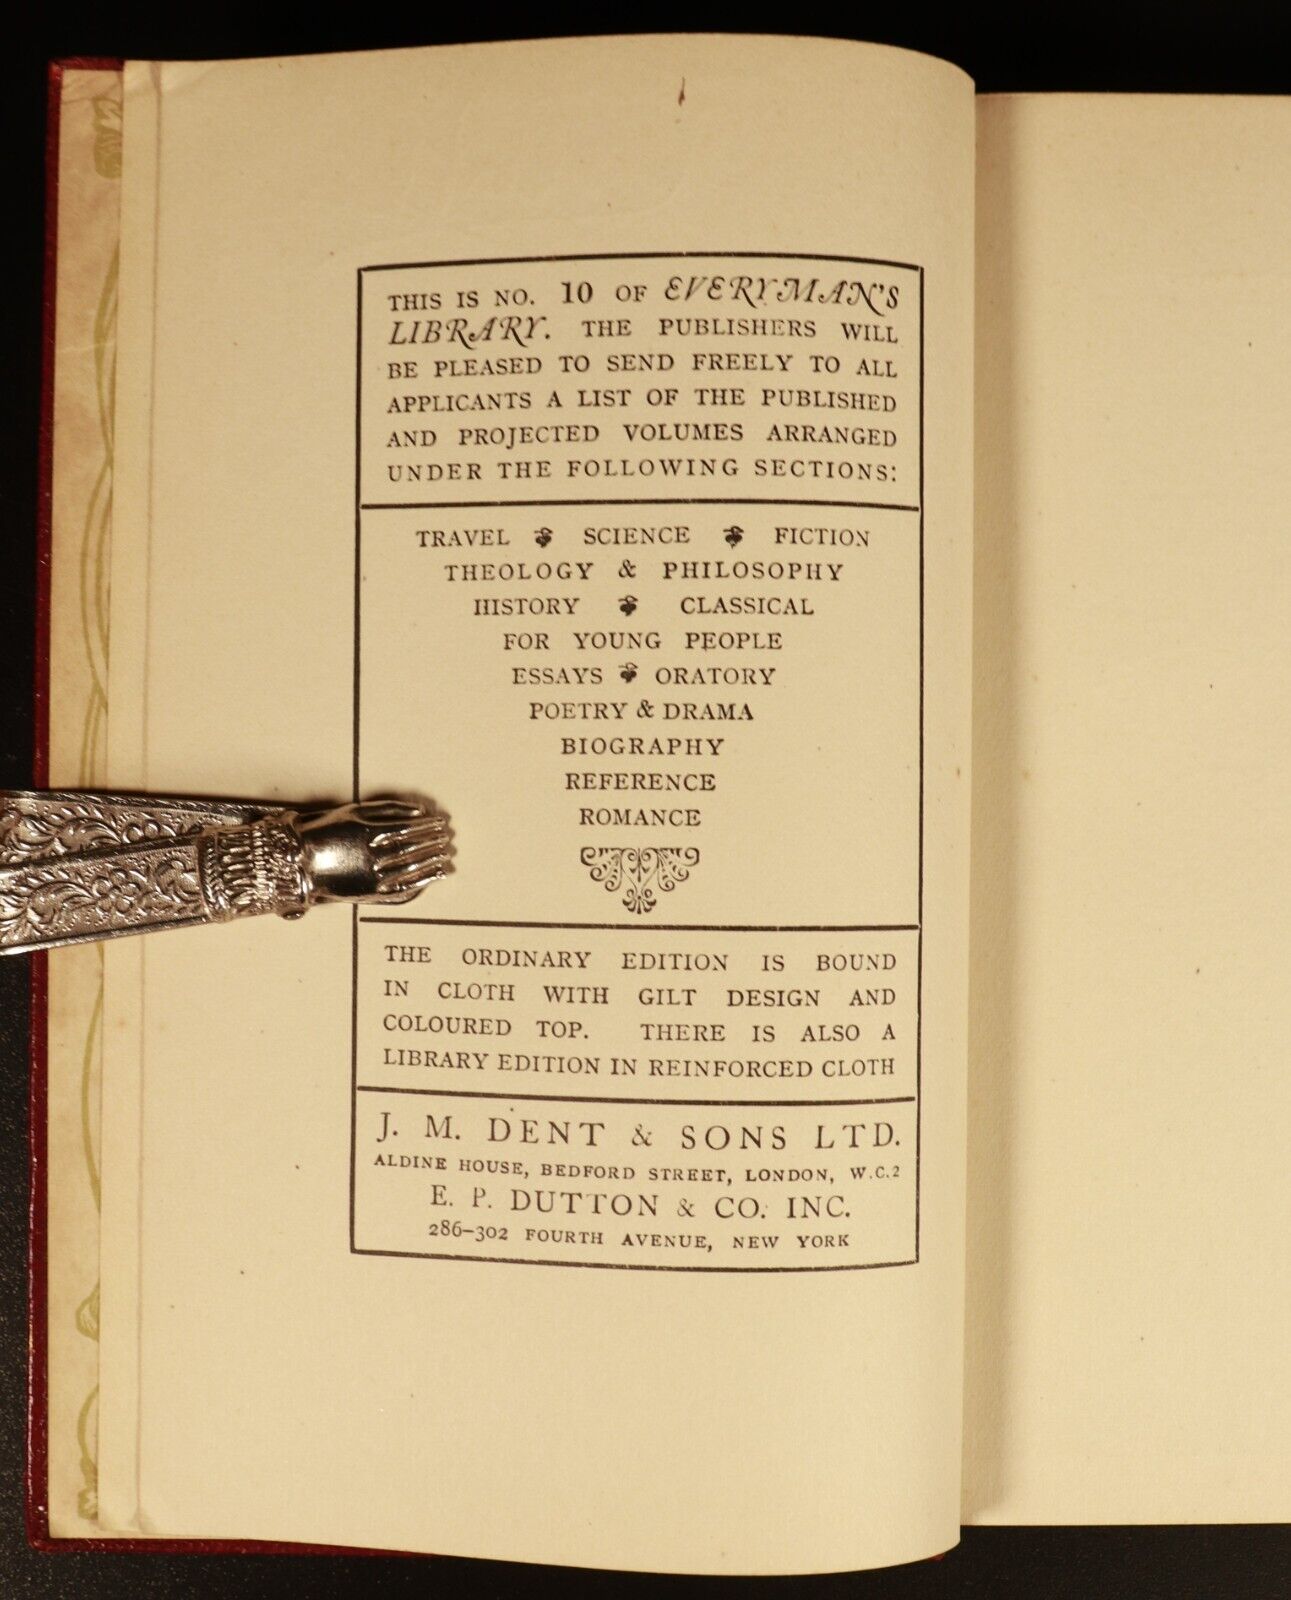 THIS IS NO. 10 OF EVERYMAN'S
LIBRARY. THE PUBLISHERS WILL
BE PLEASED TO SEND FREELY TO ALL
APPLICANTS A LIST OF THE PUBLISHED
AND PROJECTED VOLUMES ARRANGED
UNDER THE FOLLOWING SECTIONS:
TRAVEL ❦ SCIENCE ❦ FICTION
THEOLOGY & PHILOSOPHY
HISTORY ❦ CLASSICAL
FOR YOUNG PEOPLE
ESSAYS ❦ ORATORY
POETRY & DRAMA
BIOGRAPHY
REFERENCE
ROMANCE
THE ORDINARY EDITION IS BOUND
IN CLOTH WITH GILT DESIGN AND
COLOURED TOP. THERE IS ALSO A
LIBRARY EDITION IN REINFORCED CLOTH
J. M. DENT & SONS LTD.
ALDINE HOUSE, BEDFORD STREET, LONDON, W.C.2
E. P. DUTTON & CO. INC.
286-302 FOURTH AVENUE, NEW YORK